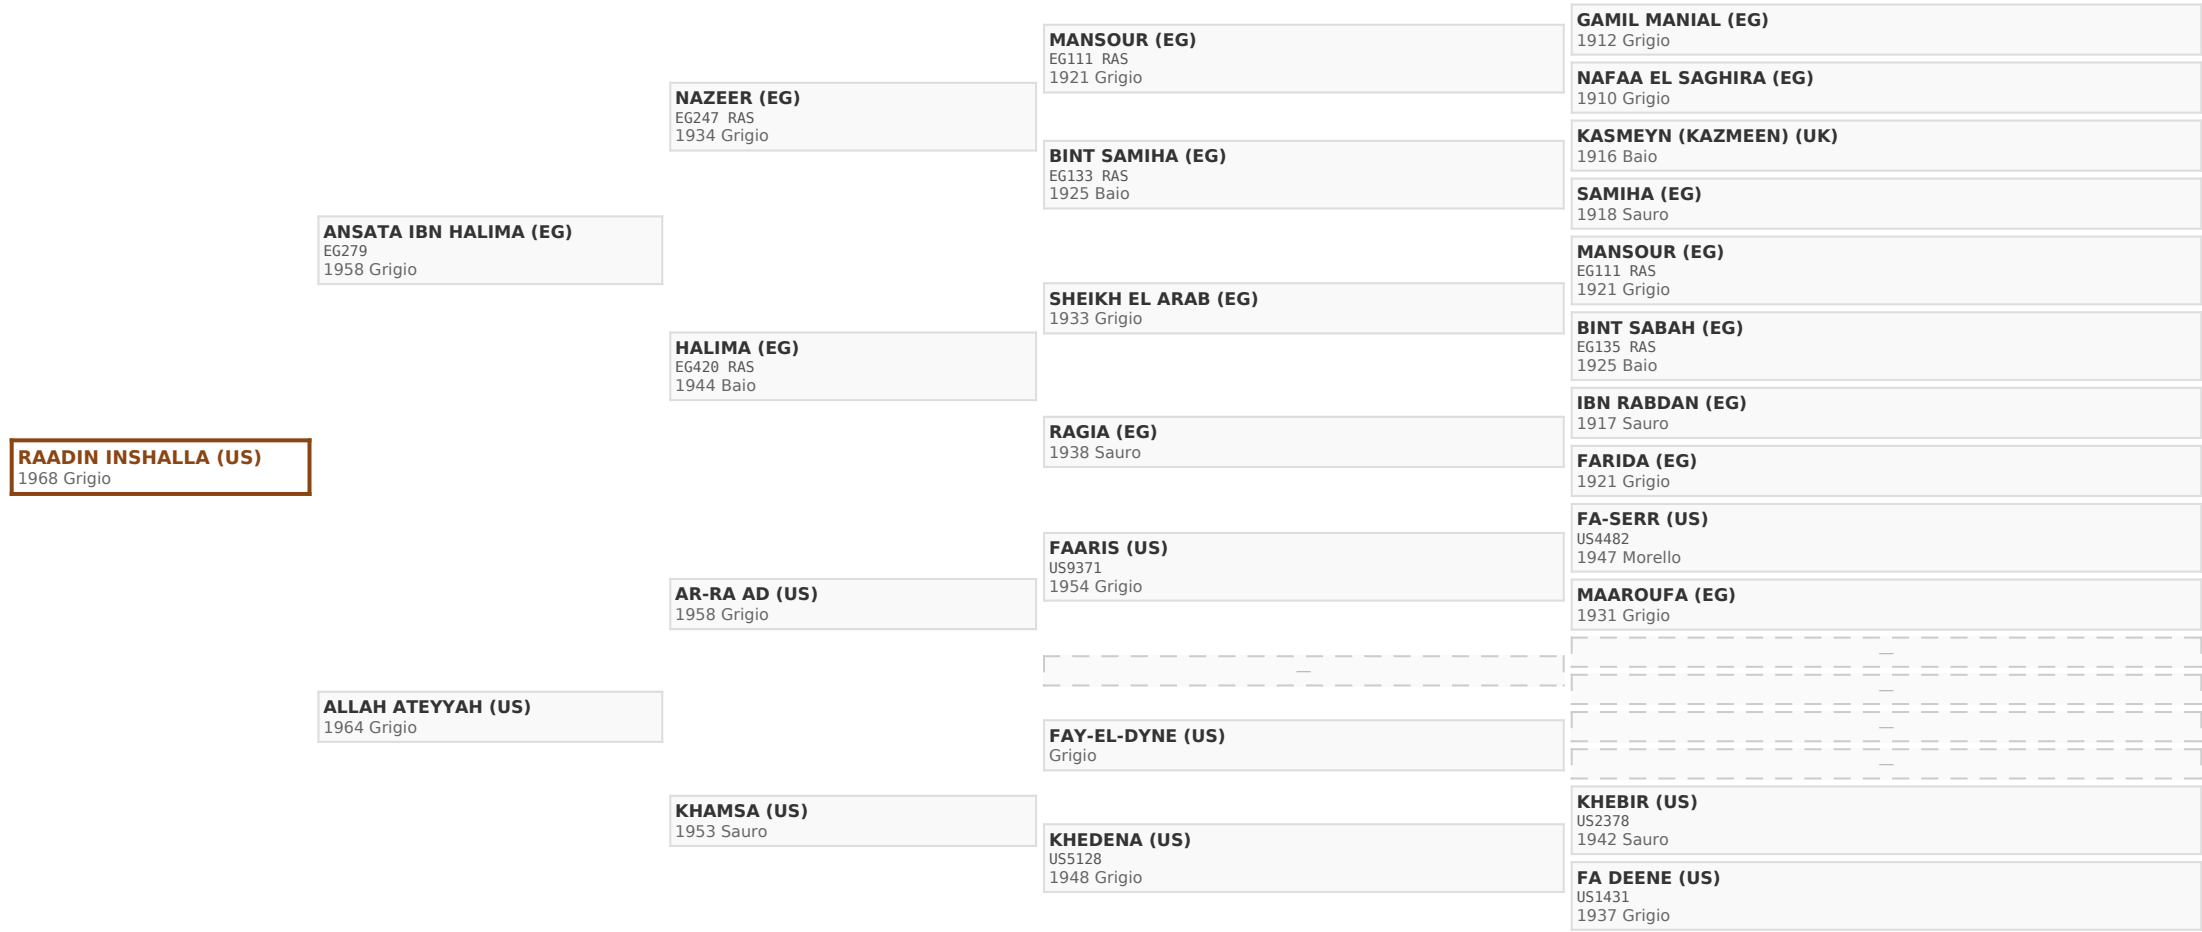 RAADIN INSHALLA (US)
1968 Grigio
ANSATA IBN HALIMA (EG)
EG279
1958 Grigio
ALLAH ATEYYAH (US)
1964 Grigio
NAZEER (EG)
EG247 RAS
1934 Grigio
HALIMA (EG)
EG420 RAS
1944 Baio
AR-RA AD (US)
1958 Grigio
KHAMSA (US)
1953 Sauro
MANSOUR (EG)
EG111 RAS
1921 Grigio
BINT SAMIHA (EG)
EG133 RAS
1925 Baio
SHEIKH EL ARAB (EG)
1933 Grigio
RAGIA (EG)
1938 Sauro
FAARIS (US)
US9371
1954 Grigio
—
FAY-EL-DYNE (US)
Grigio
KHEDENA (US)
US5128
1948 Grigio
GAMIL MANIAL (EG)
1912 Grigio
NAFAA EL SAGHIRA (EG)
1910 Grigio
KASMEYN (KAZMEEN) (UK)
1916 Baio
SAMIHA (EG)
1918 Sauro
MANSOUR (EG)
EG111 RAS
1921 Grigio
BINT SABAH (EG)
EG135 RAS
1925 Baio
IBN RABDAN (EG)
1917 Sauro
FARIDA (EG)
1921 Grigio
FA-SERR (US)
US4482
1947 Morello
MAAROUFA (EG)
1931 Grigio
—
—
—
—
KHEBIR (US)
US2378
1942 Sauro
FA DEENE (US)
US1431
1937 Grigio